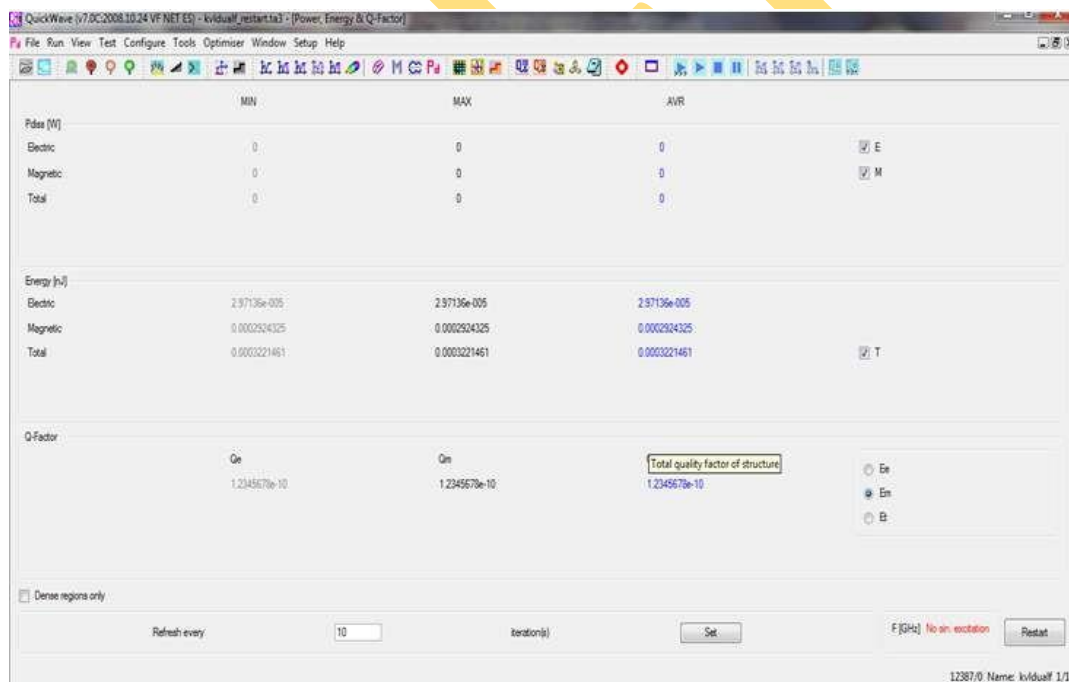 QuickWave (v7.0C:2008.10.24 VF NET ES) - kvldualf_restart.ta3 - [Power, Energy & Q-Factor]
File Run View Test Configure Tools Optimiser Window Setup Help
MIN MAX AVR
Pdiss [W]
Electric 0 0 0 E
Magnetic 0 0 0 M
Total 0 0 0
Energy [nJ]
Electric 2.97136e-005 2.97136e-005 2.97136e-005
Magnetic 0.0002924325 0.0002924325 0.0002924325
Total 0.0003221461 0.0003221461 0.0003221461 T
Q-Factor
Qe Qm
Total quality factor of structure
1.2345678e-10 1.2345678e-10 1.2345678e-10
Ee
Em
Et
Dense regions only
Refresh every 10 iteration(s) Set F [GHz] No sin. excitation Restart
12387/0 Name: kvldualf 1/1